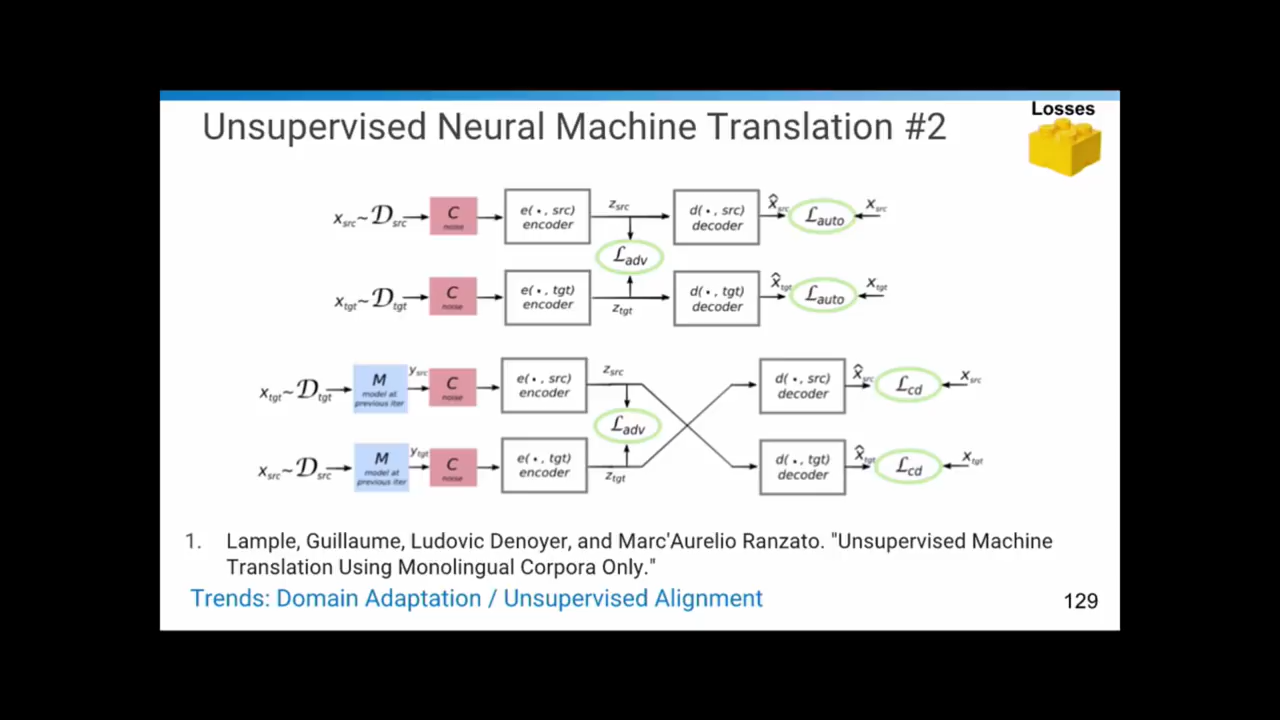 Losses
Unsupervised Neural Machine Translation #2
x_src ~ D_src C noise e(•, src) encoder z_src d(•, src) decoder x̂_src L_auto x_src
L_adv
x_tgt ~ D_tgt C noise e(•, tgt) encoder z_tgt d(•, tgt) decoder x̂_tgt L_auto x_tgt
x_tgt ~ D_tgt M model at previous iter y_src C noise e(•, src) encoder z_src d(•, src) decoder x̂_src L_cd x_src
L_adv
x_src ~ D_src M model at previous iter y_tgt C noise e(•, tgt) encoder z_tgt d(•, tgt) decoder x̂_tgt L_cd x_tgt
1. Lample, Guillaume, Ludovic Denoyer, and Marc'Aurelio Ranzato. "Unsupervised Machine
Translation Using Monolingual Corpora Only."
Trends: Domain Adaptation / Unsupervised Alignment
129